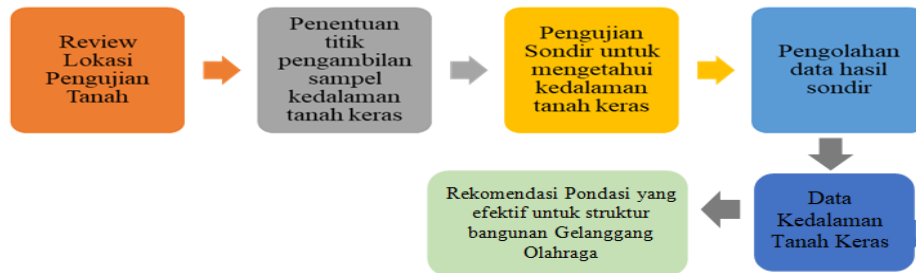 Review
Lokasi
Pengujian
Tanah
Penentuan
titik
pengambilan
sampel
kedalaman
tanah keras
Pengujian
Sondir untuk
mengetahui
kedalaman
tanah keras
Pengolahan
data hasil
sondir
Data
Kedalaman
Tanah Keras
Rekomendasi Pondasi yang
efektif untuk struktur
bangunan Gelanggang
Olahraga